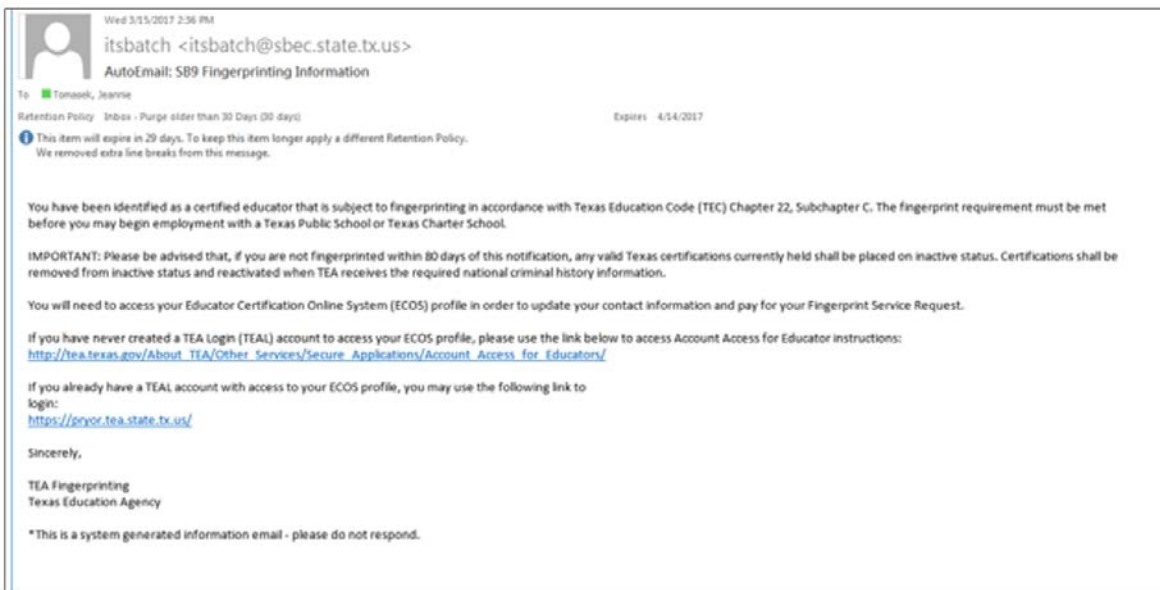 Wed 3/15/2017 2:36 PM
itsbatch <itsbatch@sbec.state.tx.us>
AutoEmail: SB9 Fingerprinting Information
To Tomasek, Jeannie
Retention Policy Inbox - Purge older than 30 Days (30 days) Expires 4/14/2017
This item will expire in 29 days. To keep this item longer apply a different Retention Policy.
We removed extra line breaks from this message.
You have been identified as a certified educator that is subject to fingerprinting in accordance with Texas Education Code (TEC) Chapter 22, Subchapter C. The fingerprint requirement must be met
before you may begin employment with a Texas Public School or Texas Charter School.
IMPORTANT: Please be advised that, if you are not fingerprinted within 80 days of this notification, any valid Texas certifications currently held shall be placed on inactive status. Certifications shall be
removed from inactive status and reactivated when TEA receives the required national criminal history information.
You will need to access your Educator Certification Online System (ECOS) profile in order to update your contact information and pay for your Fingerprint Service Request.
If you have never created a TEA Login (TEAL) account to access your ECOS profile, please use the link below to access Account Access for Educator instructions:
http://tea.texas.gov/About_TEA/Other_Services/Secure_Applications/Account_Access_for_Educators/
If you already have a TEAL account with access to your ECOS profile, you may use the following link to
login:
https://pryor.tea.state.tx.us/
Sincerely,
TEA Fingerprinting
Texas Education Agency
*This is a system generated information email - please do not respond.